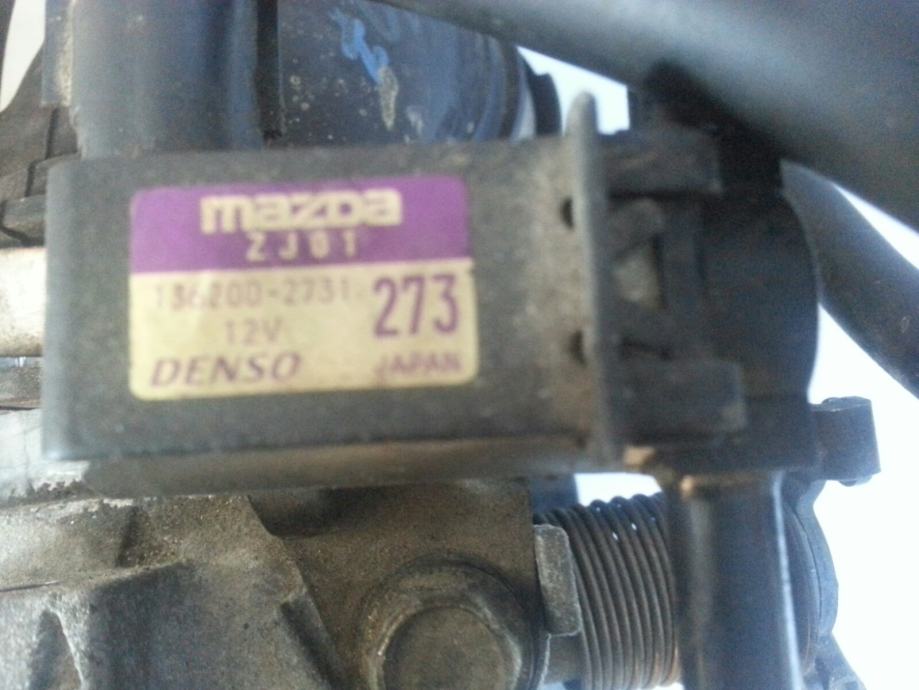 mazda
ZJ01
136200-2731
273
12V
DENSO JAPAN